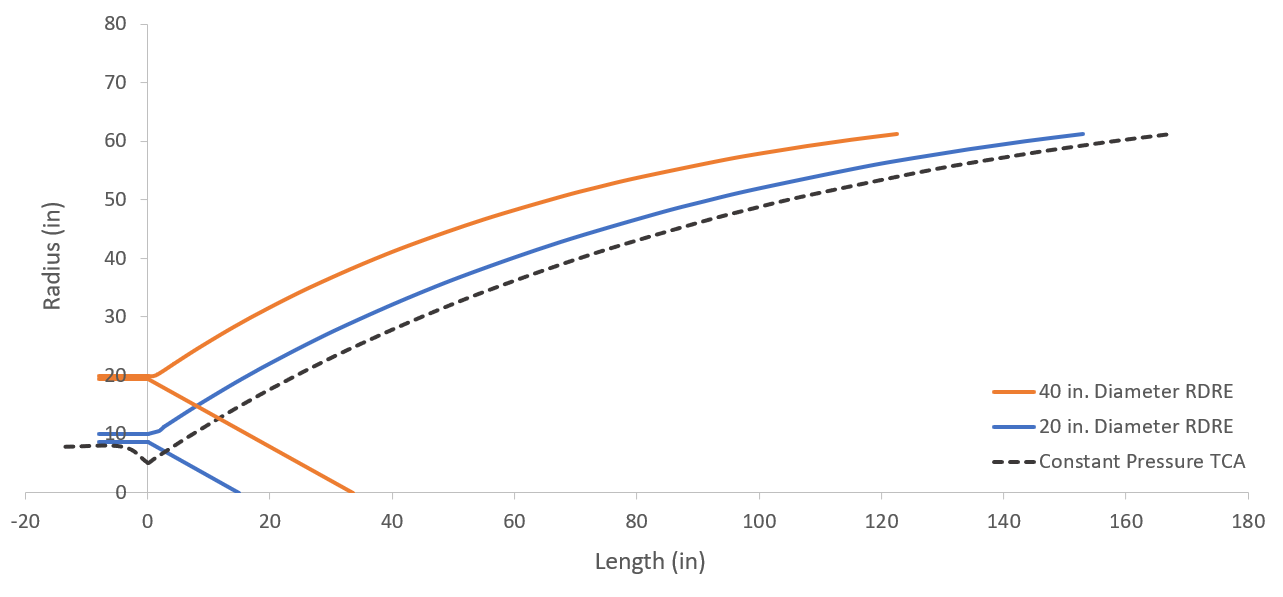 80
70
60
50
40
30
20
10
0
-20 0 20 40 60 80 100 120 140 160 180
Radius (in)
Length (in)
40 in. Diameter RDRE
20 in. Diameter RDRE
Constant Pressure TCA